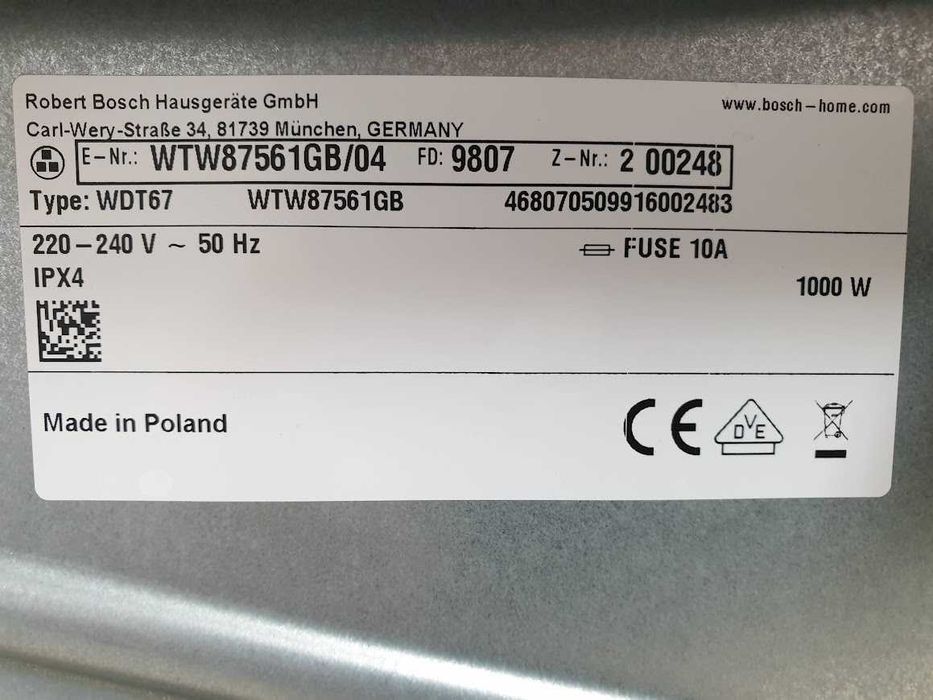 Robert Bosch Hausgeräte GmbH
www.bosch-home.com
Carl-Wery-Straße 34, 81739 München, GERMANY
E-Nr.: WTW87561GB/04 FD: 9807 Z-Nr.: 2 00248
Type: WDT67 WTW87561GB 468070509916002483
220-240 V ~ 50 Hz FUSE 10A
IPX4
1000 W
Made in Poland
CE DVE